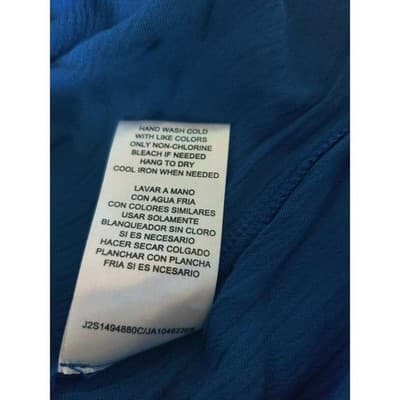 HAND WASH COLD
WITH LIKE COLORS
ONLY NON-CHLORINE
BLEACH IF NEEDED
HANG TO DRY
COOL IRON WHEN NEEDED
LAVAR A MANO
CON AGUA FRIA
CON COLORES SIMILARES
USAR SOLAMENTE
BLANQUEADOR SIN CLORO
SI ES NECESARIO
HACER SECAR COLGADO
PLANCHAR CON PLANCHA
FRIA SI ES NCESARIO